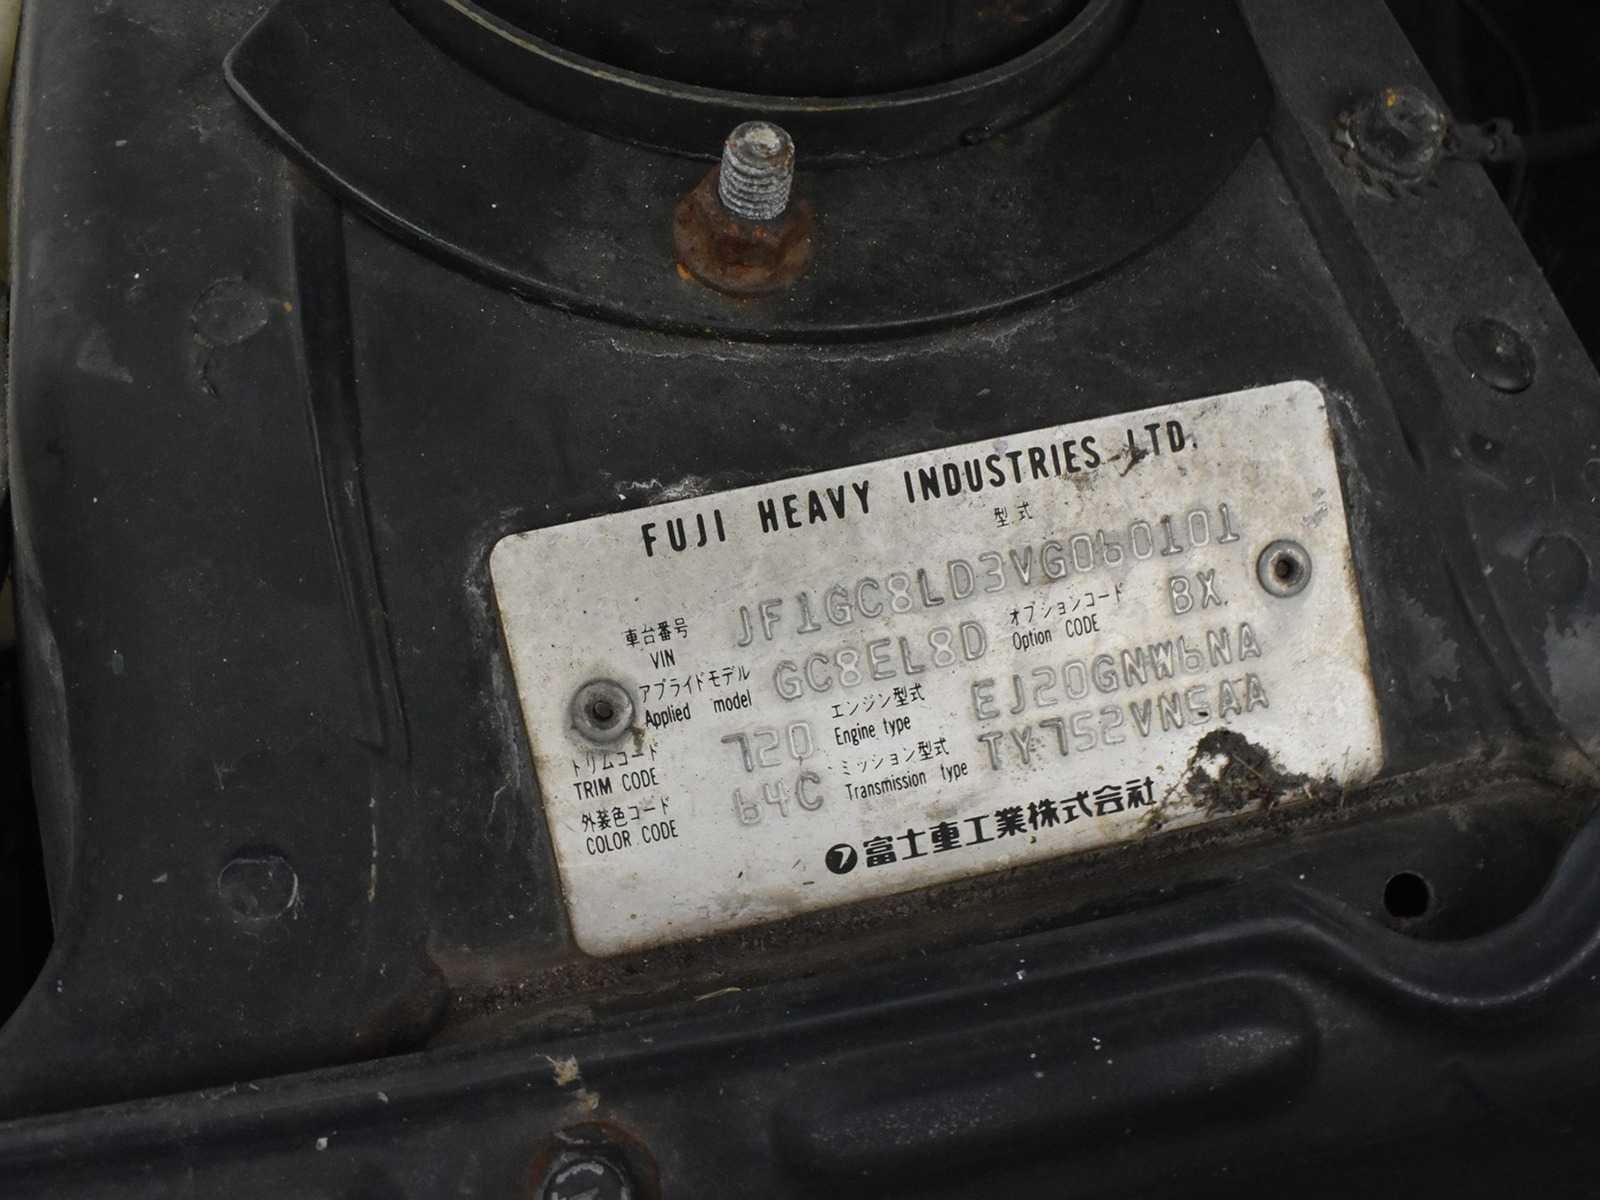 FUJI HEAVY INDUSTRIES LTD.
型式
車台番号 VIN JF1GC8LD3VG060101
アプライドモデル Applied model GC8EL8D オプションコード Option CODE BX
トリムコード TRIM CODE 720 エンジン型式 Engine type EJ20GNW6NA
外装色コード COLOR CODE 64C ミッション型式 Transmission type TY752VN5AA
富士重工業株式会社